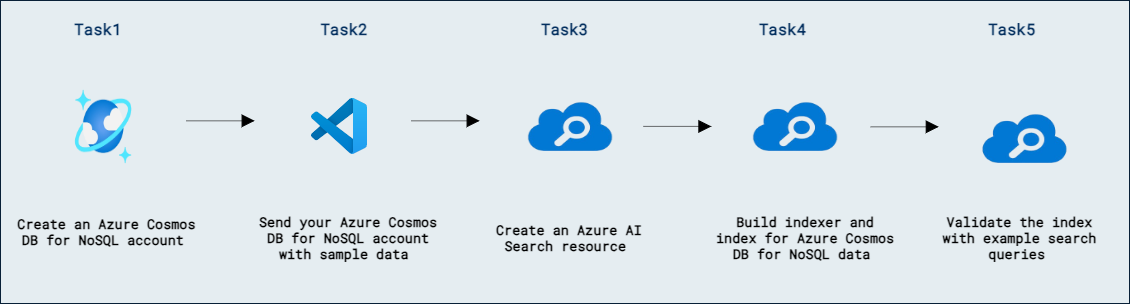 Task1
Task2
Task3
Task4
Task5
Create an Azure Cosmos
DB for NoSQL account
Send your Azure Cosmos
DB for NoSQL account
with sample data
Create an Azure AI
Search resource
Build indexer and
index for Azure Cosmos
DB for NoSQL data
Validate the index
with example search
queries